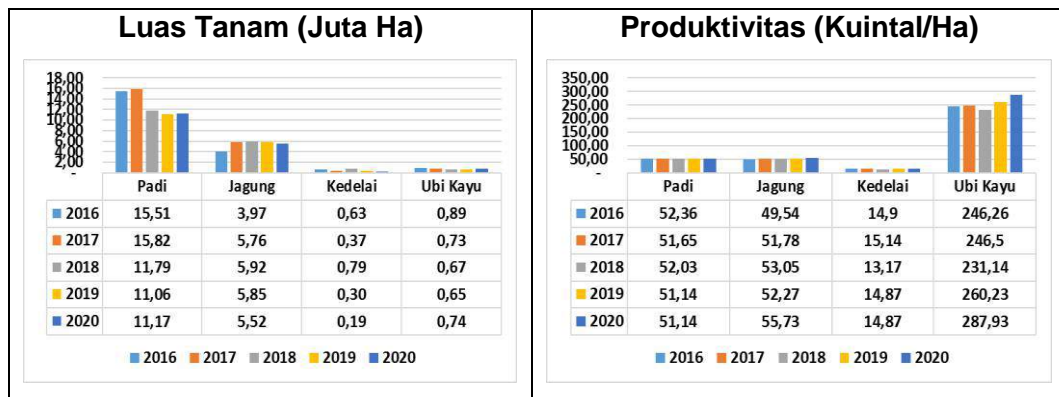 Luas Tanam (Juta Ha)
18,00
16,00
14,00
12,00
10,00
8,00
6,00
4,00
2,00
-
Padi Jagung Kedelai Ubi Kayu
2016 15,51 3,97 0,63 0,89
2017 15,82 5,76 0,37 0,73
2018 11,79 5,92 0,79 0,67
2019 11,06 5,85 0,30 0,65
2020 11,17 5,52 0,19 0,74
2016 2017 2018 2019 2020
Produktivitas (Kuintal/Ha)
350,00
300,00
250,00
200,00
150,00
100,00
50,00
-
Padi Jagung Kedelai Ubi Kayu
2016 52,36 49,54 14,9 246,26
2017 51,65 51,78 15,14 246,5
2018 52,03 53,05 13,17 231,14
2019 51,14 52,27 14,87 260,23
2020 51,14 55,73 14,87 287,93
2016 2017 2018 2019 2020